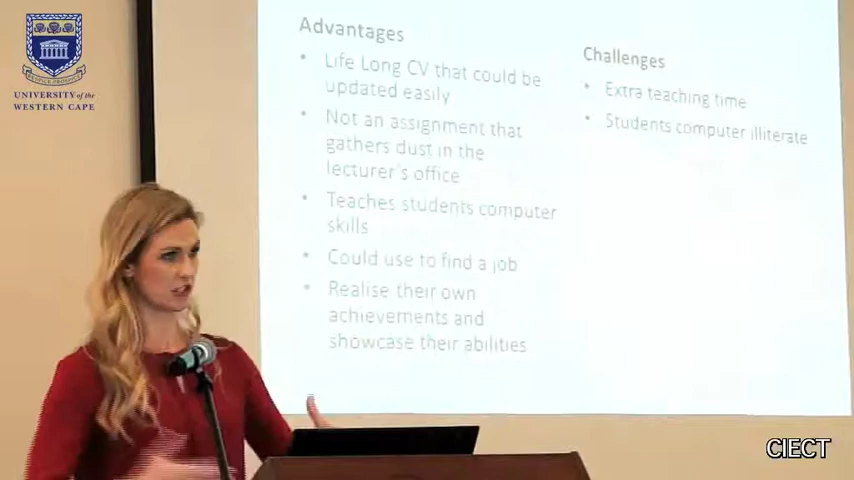 UNIVERSITY of the
WESTERN CAPE
Advantages
• Life Long CV that could be
updated easily
• Not an assignment that
gathers dust in the
lecturer's office
• Teaches students computer
skills
• Could use to find a job
• Realise their own
achievements and
showcase their abilities
Challenges
• Extra teaching time
• Students computer illiterate
CIECT